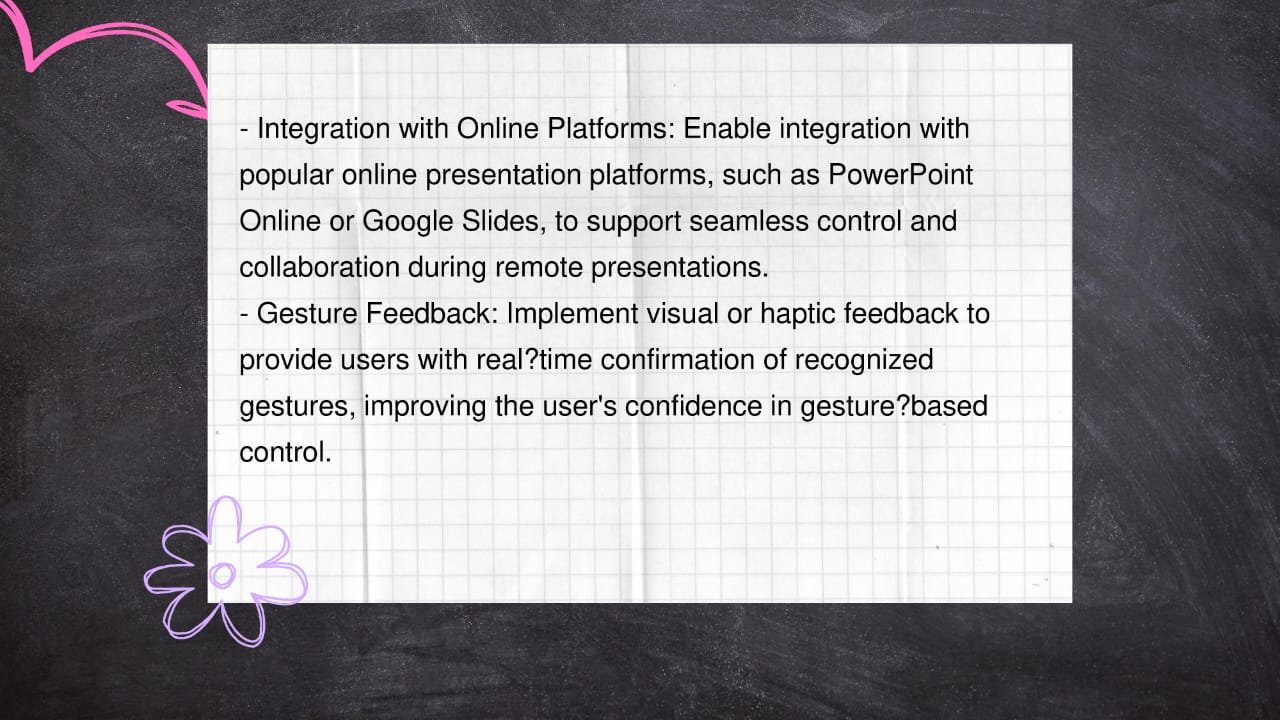 - Integration with Online Platforms: Enable integration with
popular online presentation platforms, such as PowerPoint
Online or Google Slides, to support seamless control and
collaboration during remote presentations.
- Gesture Feedback: Implement visual or haptic feedback to
provide users with real?time confirmation of recognized
gestures, improving the user's confidence in gesture?based
control.